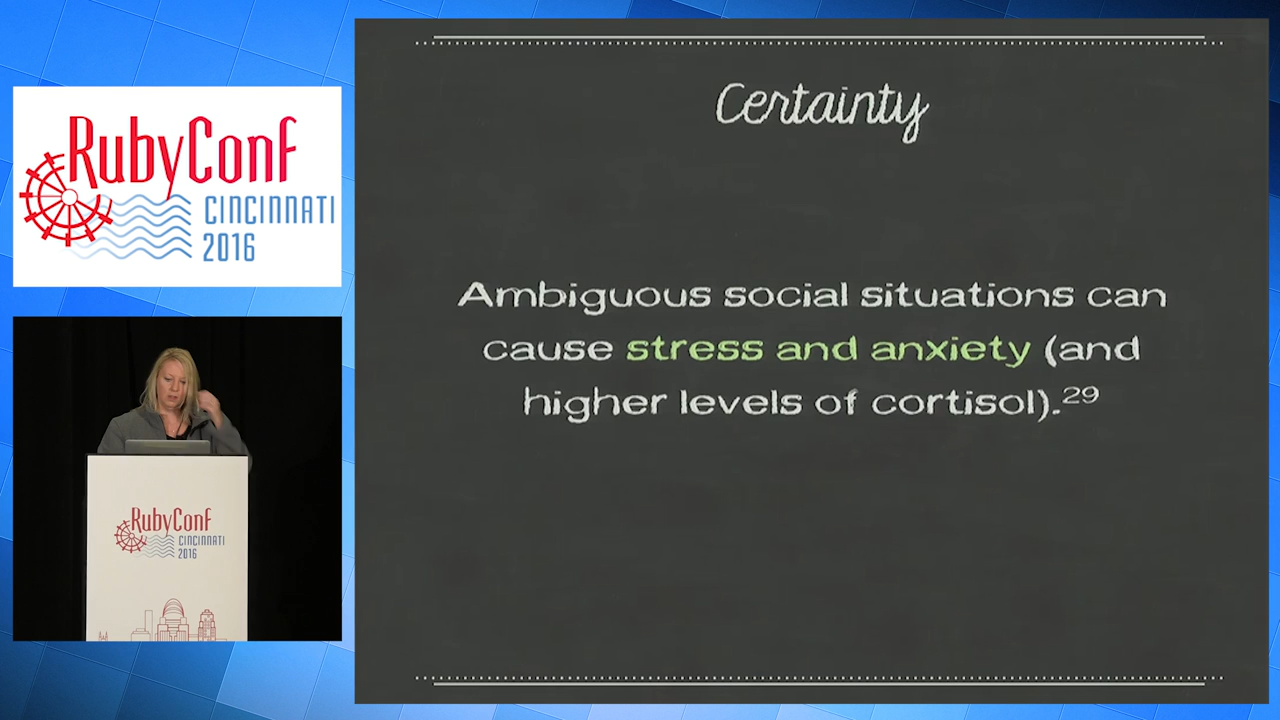 RubyConf
CINCINNATI
2016
RubyConf
CINCINNATI
2016
Certainty
Ambiguous social situations can
cause stress and anxiety (and
higher levels of cortisol).29